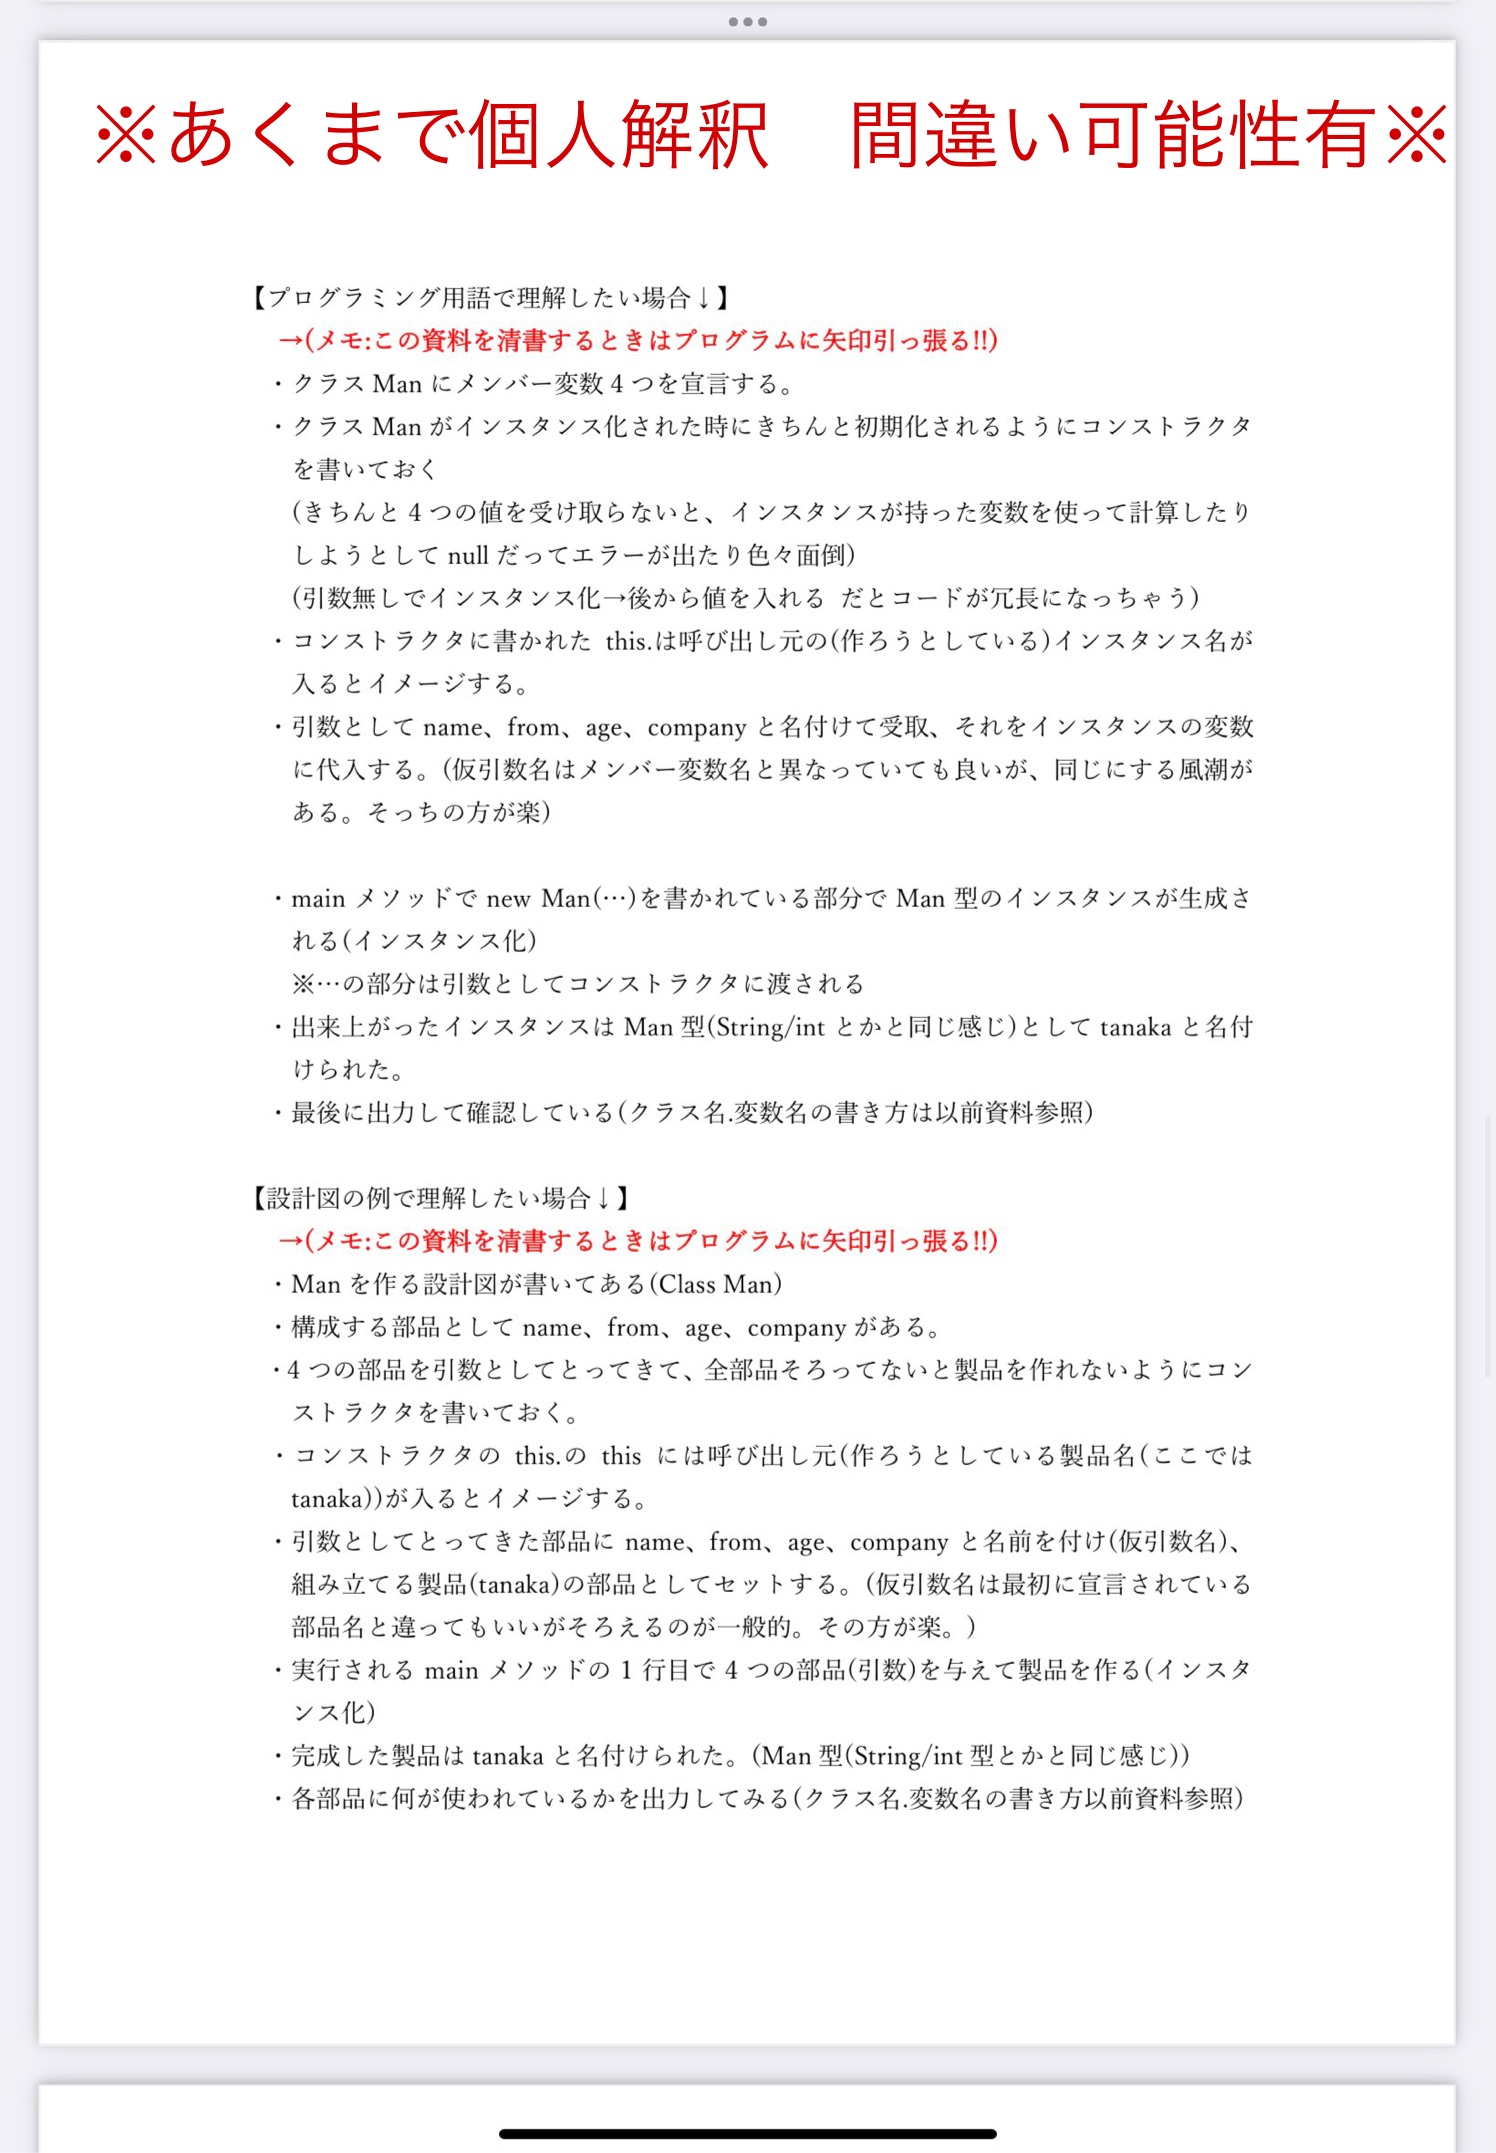 ※あくまで個人解釈　間違い可能性有※
【プログラミング用語で理解したい場合↓】
→(メモ:この資料を清書するときはプログラムに矢印引っ張る!!)
・クラス Man にメンバー変数 4 つを宣言する。
・クラス Man がインスタンス化された時にきちんと初期化されるようにコンストラクタ
を書いておく
(きちんと 4 つの値を受け取らないと、インスタンスが持った変数を使って計算したり
しようとして null だってエラーが出たり色々面倒)
(引数無しでインスタンス化→後から値を入れる だとコードが冗長になっちゃう)
・コンストラクタに書かれた this.は呼び出し元の(作ろうとしている)インスタンス名が
入るとイメージする。
・引数として name、from、age、company と名付けて受取、それをインスタンスの変数
に代入する。(仮引数名はメンバー変数名と異なっていても良いが、同じにする風潮が
ある。そっちの方が楽)
・main メソッドで new Man(…)を書かれている部分で Man 型のインスタンスが生成さ
れる(インスタンス化)
※…の部分は引数としてコンストラクタに渡される
・出来上がったインスタンスは Man 型(String/int とかと同じ感じ)として tanaka と名付
けられた。
・最後に出力して確認している(クラス名.変数名の書き方は以前資料参照)
【設計図の例で理解したい場合↓】
→(メモ:この資料を清書するときはプログラムに矢印引っ張る!!)
・Man を作る設計図が書いてある(Class Man)
・構成する部品として name、from、age、company がある。
・4 つの部品を引数としてとってきて、全部品そろってないと製品を作れないようにコン
ストラクタを書いておく。
・コンストラクタの this.の this には呼び出し元(作ろうとしている製品名(ここでは
tanaka))が入るとイメージする。
・引数としてとってきた部品に name、from、age、company と名前を付け(仮引数名)、
組み立てる製品(tanaka)の部品としてセットする。(仮引数名は最初に宣言されている
部品名と違ってもいいがそろえるのが一般的。その方が楽。)
・実行される main メソッドの 1 行目で 4 つの部品(引数)を与えて製品を作る(インスタ
ンス化)
・完成した製品は tanaka と名付けられた。(Man 型(String/int 型とかと同じ感じ))
・各部品に何が使われているかを出力してみる(クラス名.変数名の書き方以前資料参照)